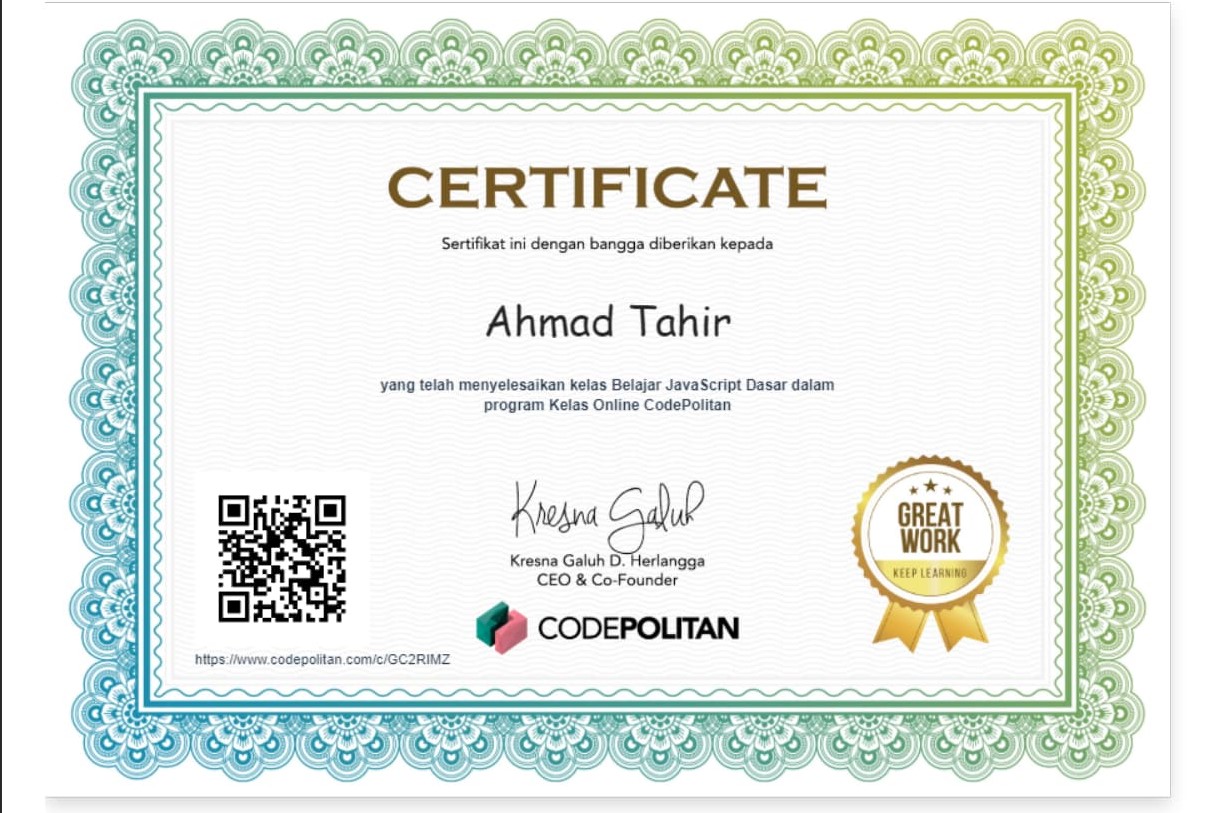 CERTIFICATE
Sertifikat ini dengan bangga diberikan kepada
Ahmad Tahir
yang telah menyelesaikan kelas Belajar JavaScript Dasar dalam
program Kelas Online CodePolitan
Kresna Galuh
Kresna Galuh D. Herlangga
CEO & Co-Founder
CODEPOLITAN
https://www.codepolitan.com/c/GC2RIMZ
GREAT
WORK
KEEP LEARNING